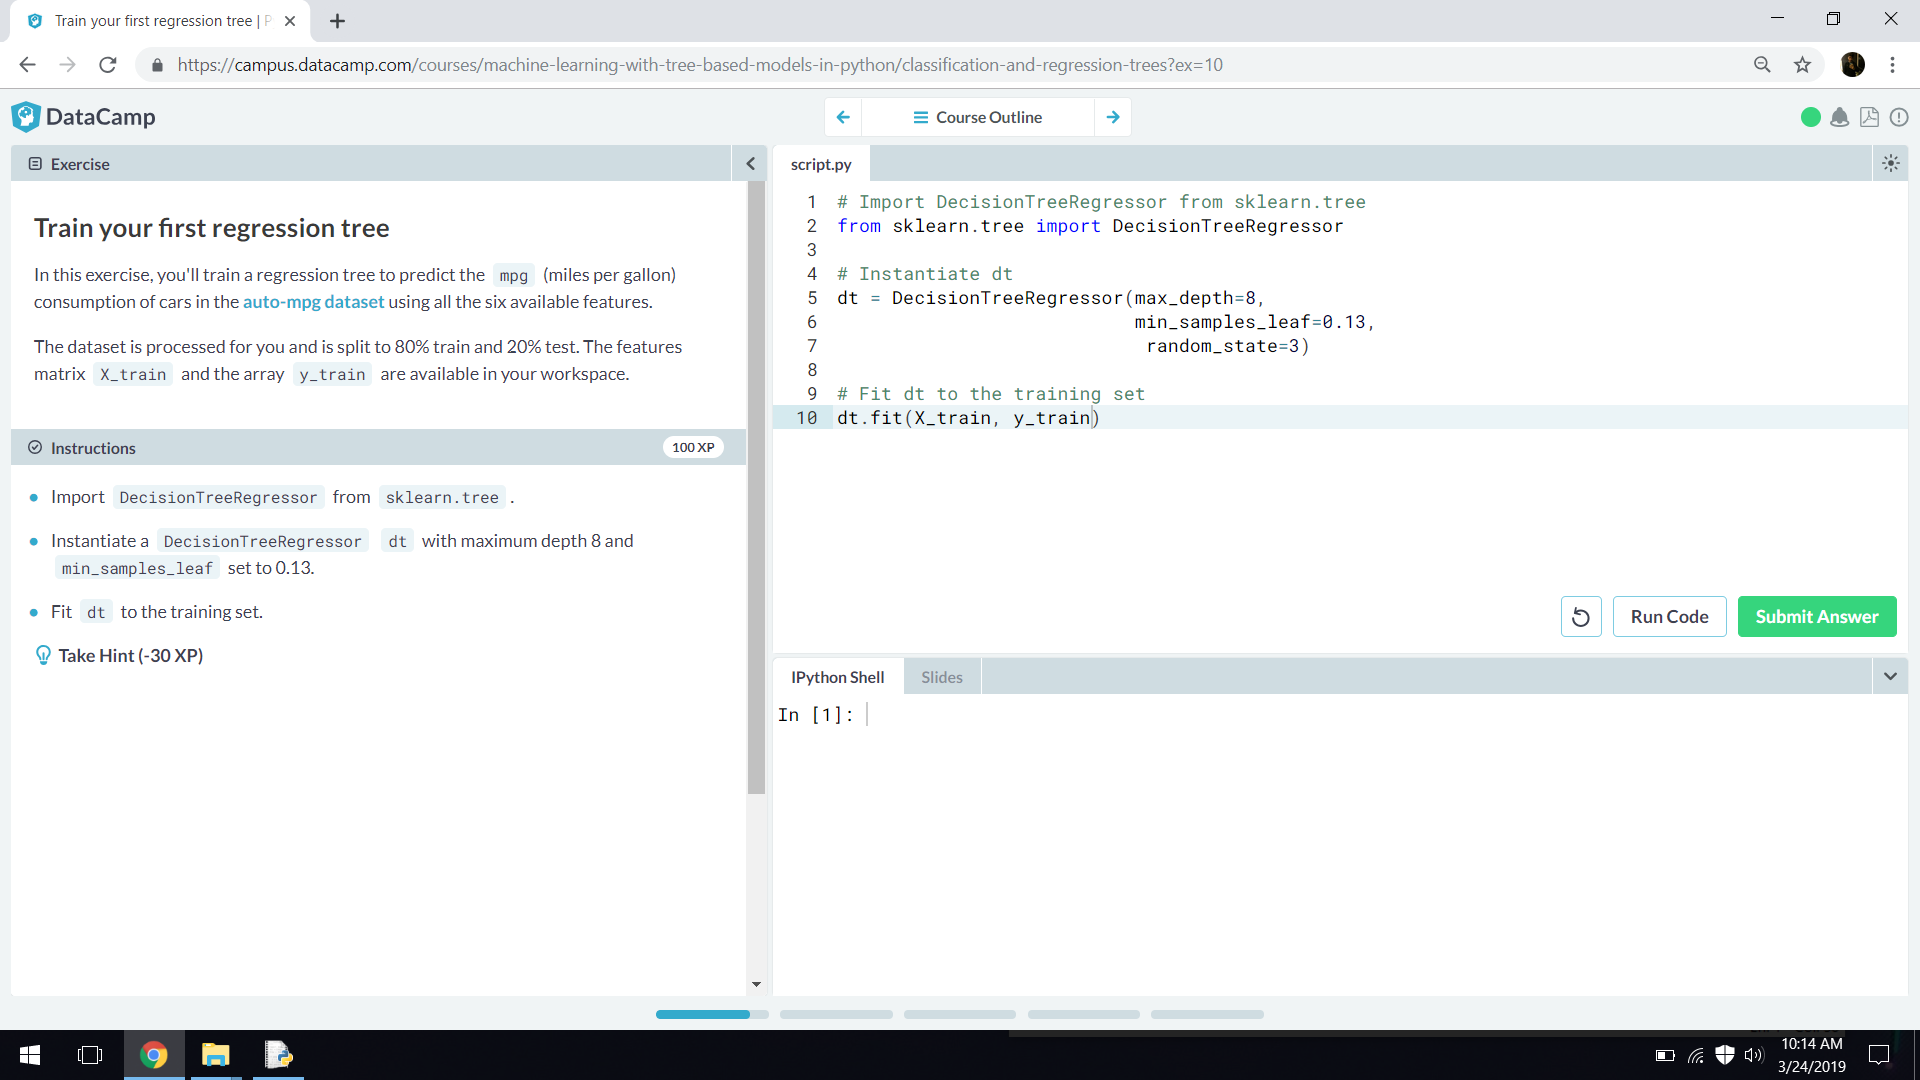 Train your first regression tree | P
https://campus.datacamp.com/courses/machine-learning-with-tree-based-models-in-python/classification-and-regression-trees?ex=10
DataCamp
Course Outline
Exercise
Train your first regression tree
In this exercise, you'll train a regression tree to predict the mpg (miles per gallon)
consumption of cars in the auto-mpg dataset using all the six available features.
The dataset is processed for you and is split to 80% train and 20% test. The features
matrix X_train and the array y_train are available in your workspace.
Instructions
100 XP
Import DecisionTreeRegressor from sklearn.tree .
Instantiate a DecisionTreeRegressor dt with maximum depth 8 and
min_samples_leaf set to 0.13.
Fit dt to the training set.
Take Hint (-30 XP)
script.py
1 # Import DecisionTreeRegressor from sklearn.tree
2 from sklearn.tree import DecisionTreeRegressor
3
4 # Instantiate dt
5 dt = DecisionTreeRegressor(max_depth=8,
6 min_samples_leaf=0.13,
7 random_state=3)
8
9 # Fit dt to the training set
10 dt.fit(X_train, y_train)
Run Code
Submit Answer
IPython Shell
Slides
In [1]:
10:14 AM
3/24/2019